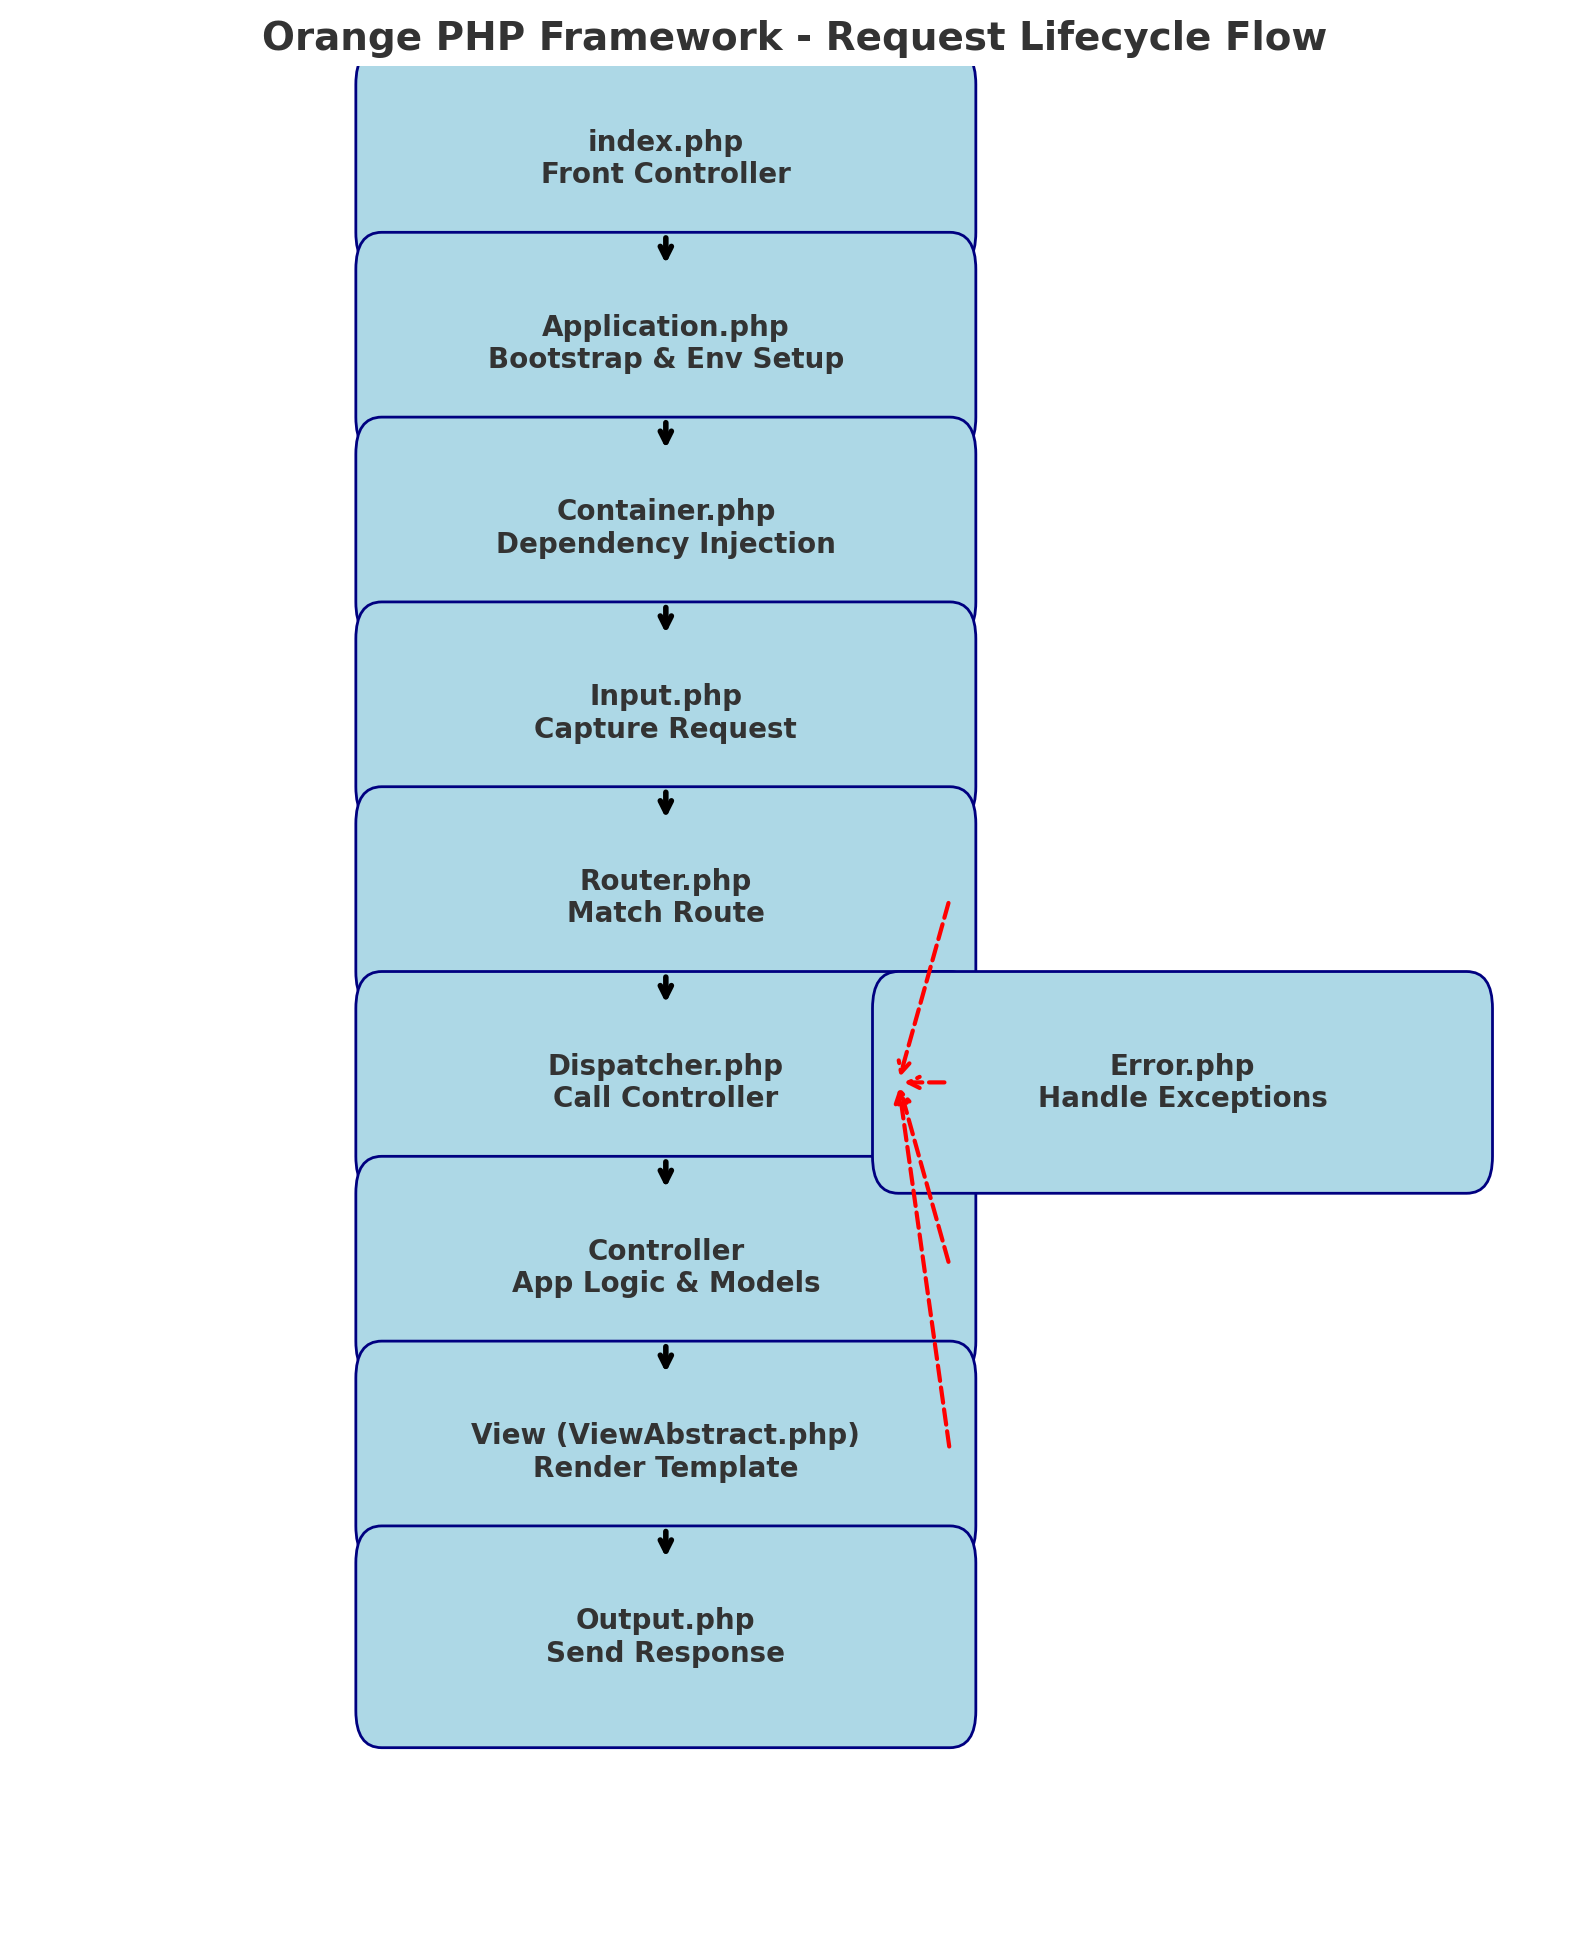 Orange PHP Framework - Request Lifecycle Flow
index.php
Front Controller
Application.php
Bootstrap & Env Setup
Container.php
Dependency Injection
Input.php
Capture Request
Router.php
Match Route
Dispatcher.php
Call Controller
Error.php
Handle Exceptions
Controller
App Logic & Models
View (ViewAbstract.php)
Render Template
Output.php
Send Response